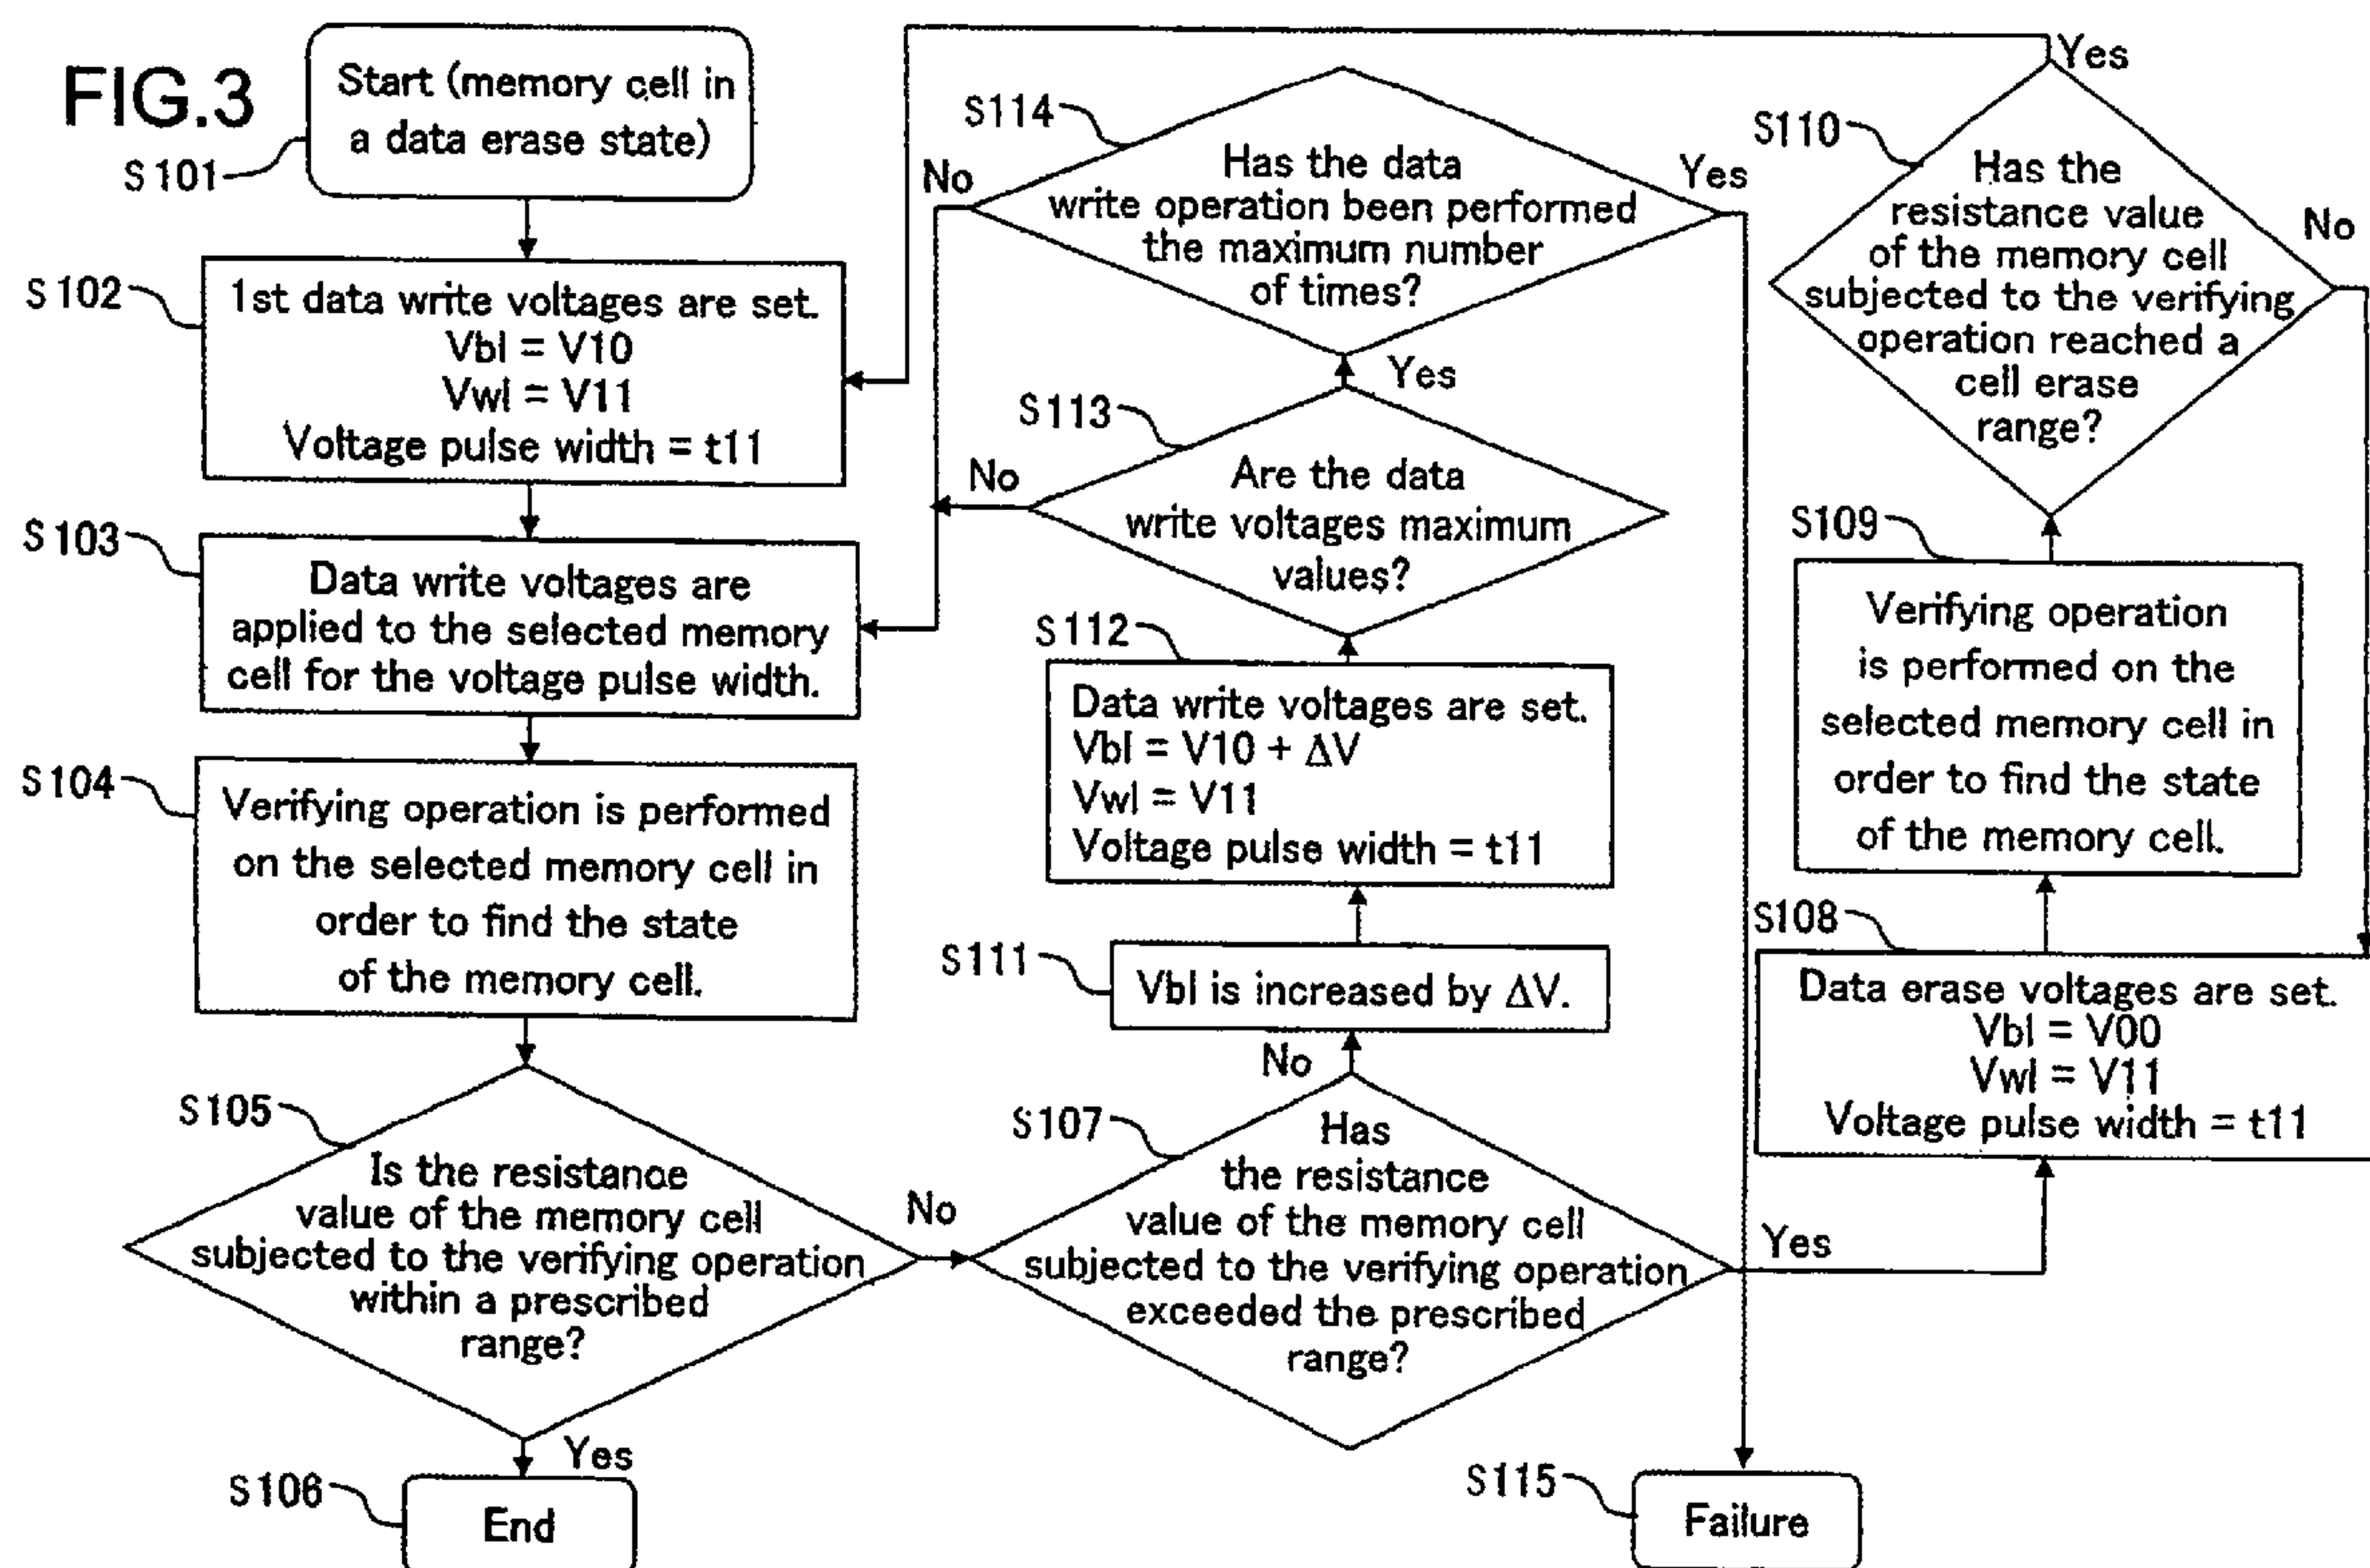 FIG.3
Start (memory cell in
a data erase state)
S101
S102
1st data write voltages are set.
Vbl = V10
Vwl = V11
Voltage pulse width = t11
S103
Data write voltages are
applied to the selected memory
cell for the voltage pulse width.
S104
Verifying operation is performed
on the selected memory cell in
order to find the state
of the memory cell.
S105
Is the resistance
value of the memory cell
subjected to the verifying operation
within a prescribed
range?
No
Yes
S106
End
S107
Has
the resistance
value of the memory cell
subjected to the verifying operation
exceeded the prescribed
range?
No
Yes
S111
Vbl is increased by ΔV.
S112
Data write voltages are set.
Vbl = V10 + ΔV
Vwl = V11
Voltage pulse width = t11
S113
Are the data
write voltages maximum
values?
No
Yes
S114
Has the data
write operation been performed
the maximum number
of times?
No
Yes
S115
Failure
S108
Data erase voltages are set.
Vbl = V00
Vwl = V11
Voltage pulse width = t11
S109
Verifying operation
is performed on the
selected memory cell in
order to find the state
of the memory cell.
S110
Has the
resistance value
of the memory cell
subjected to the verifying
operation reached a
cell erase
range?
Yes
No